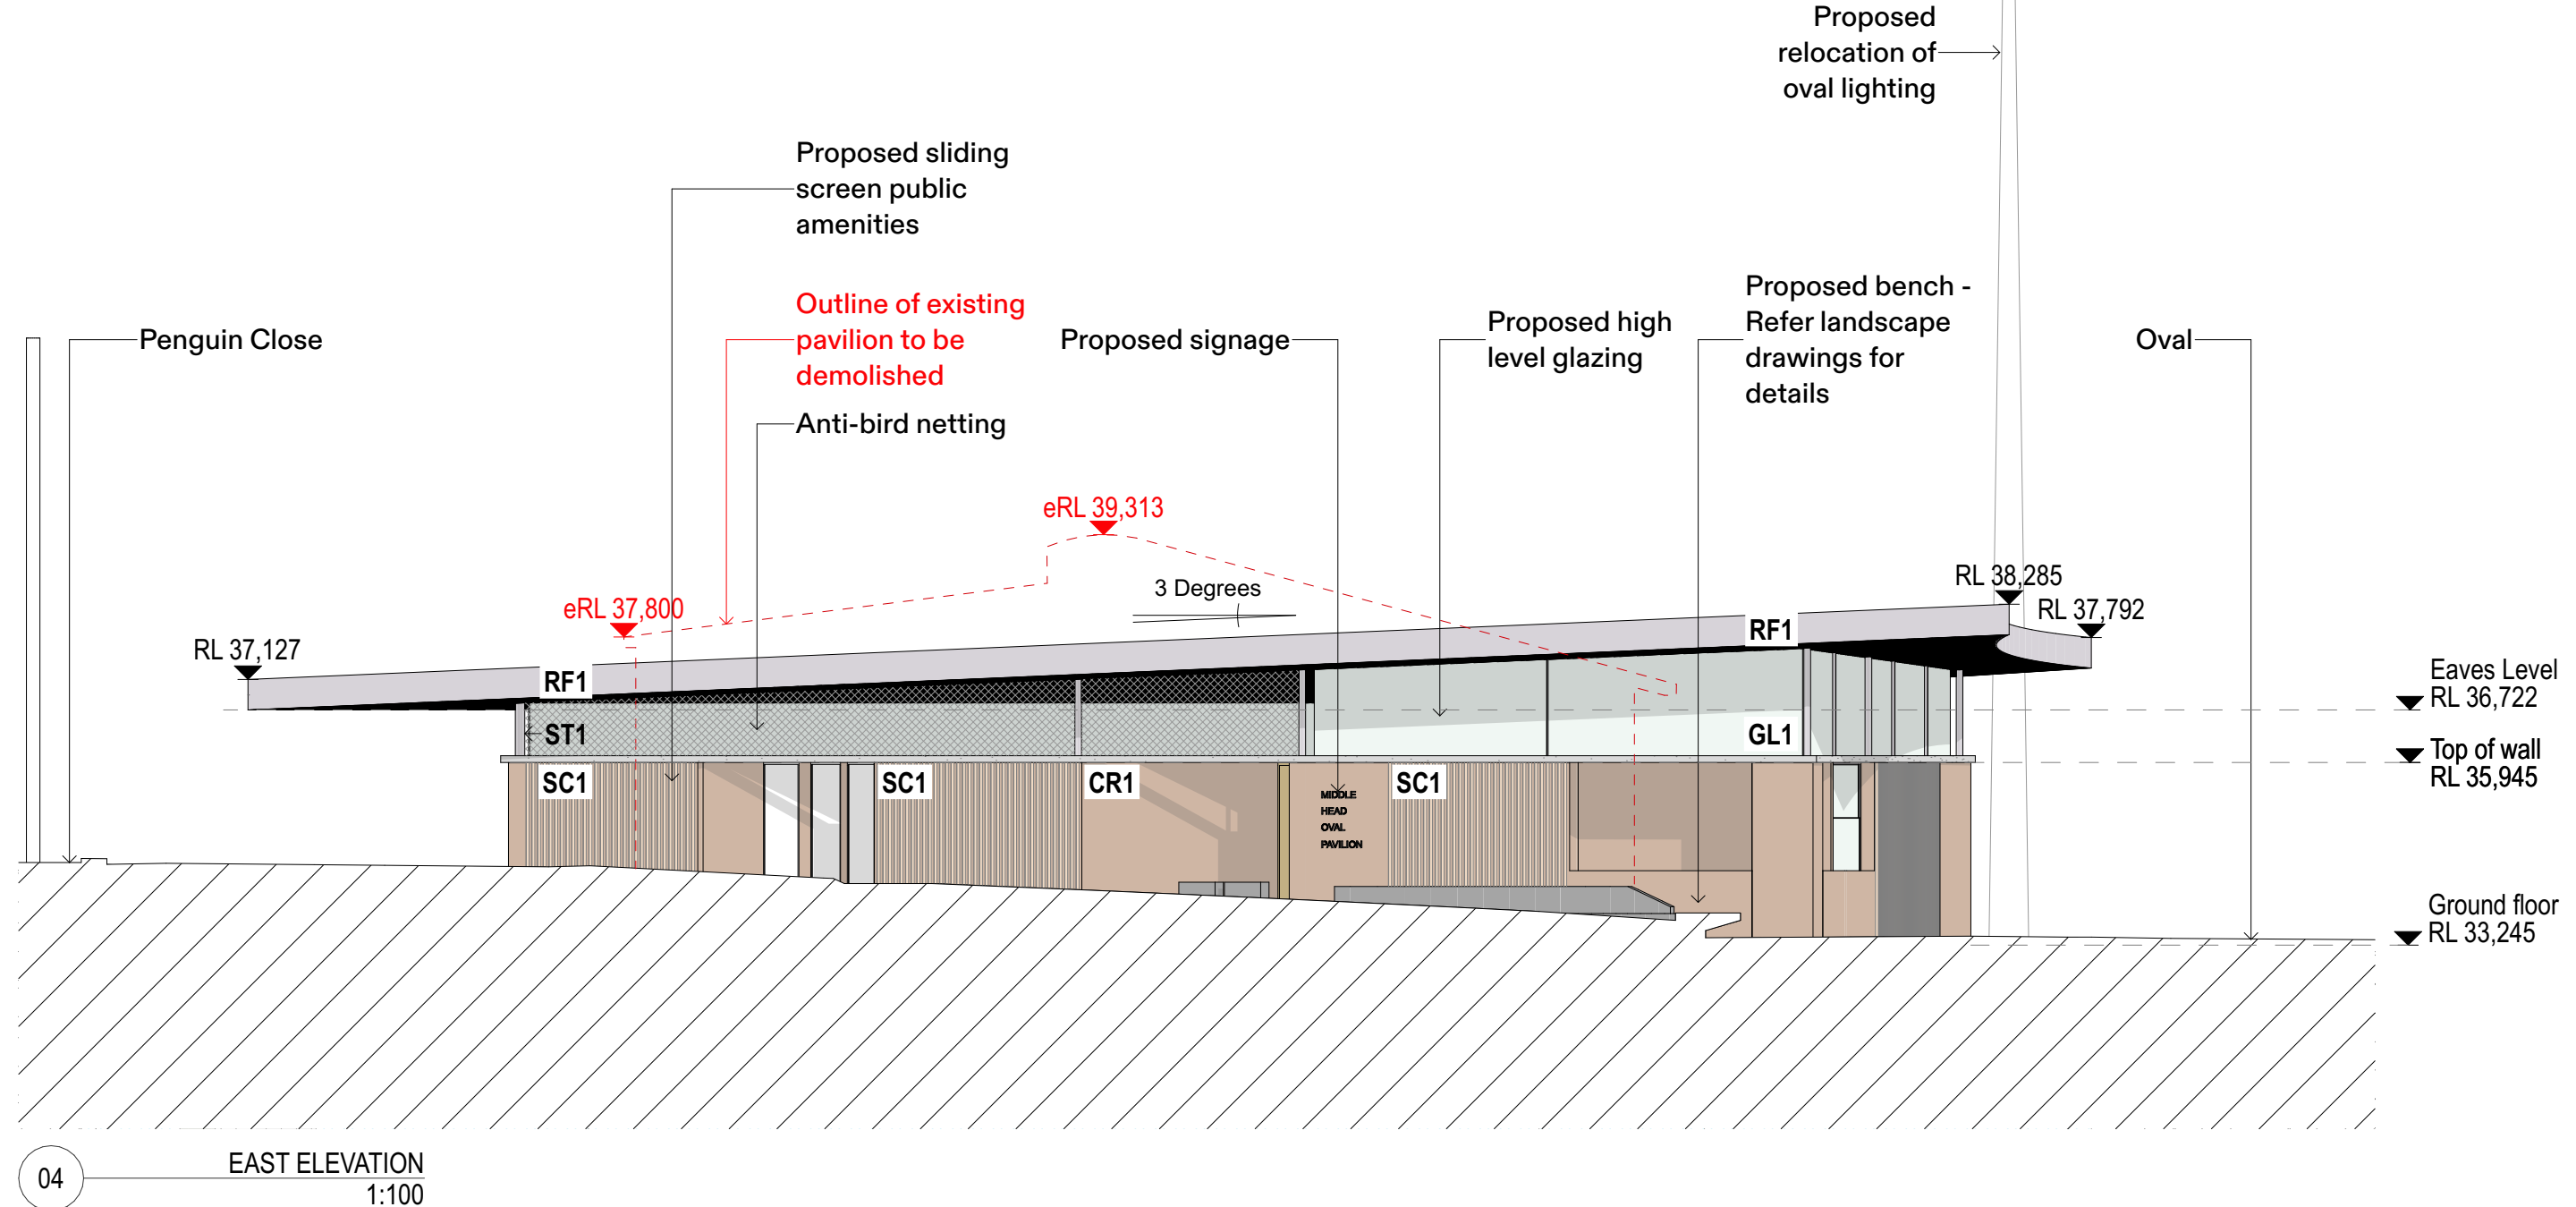 Proposed
relocation of
oval lighting
Proposed sliding
screen public
amenities
Outline of existing
pavilion to be
demolished
Anti-bird netting
Penguin Close
Proposed signage
Proposed high
level glazing
Proposed bench -
Refer landscape
drawings for
details
Oval
eRL 39,313
eRL 37,800
3 Degrees
RL 38,285
RL 37,792
RL 37,127
RF1
RF1
Eaves Level
RL 36,722
ST1
GL1
Top of wall
RL 35,945
SC1
SC1
CR1
SC1
MIDDLE
HEAD
OVAL
PAVILION
Ground floor
RL 33,245
04
EAST ELEVATION
1:100